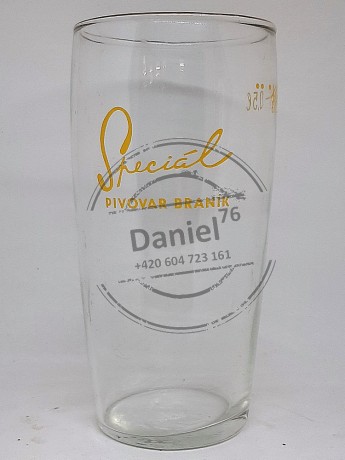 Speciál
PIVOVAR BRANÍK
Daniel76
+420 604 723 161